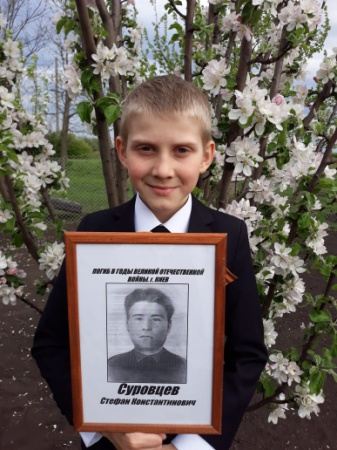 ПОГИБ В ГОДЫ ВЕЛИКОЙ ОТЕЧЕСТВЕННОЙ
ВОЙНЫ. Г. КИЕВ
Суровцев
Стефан Константинович